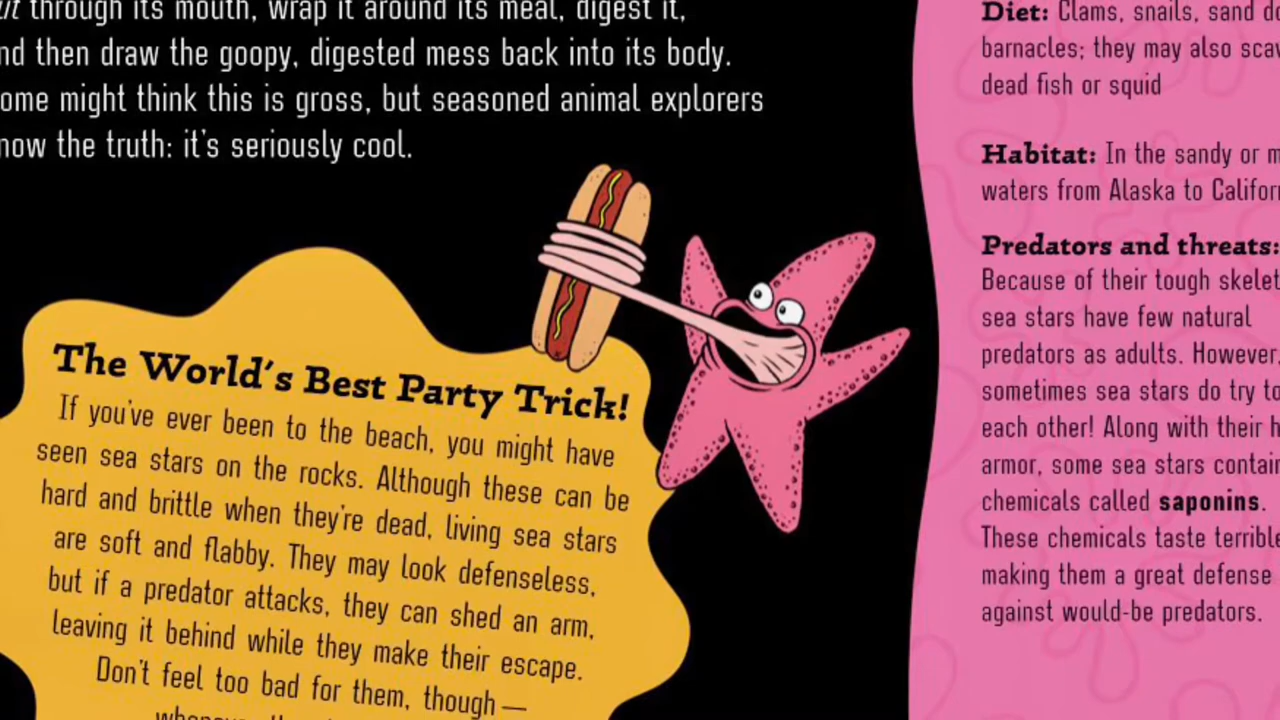 through its mouth, wrap it around its meal, digest it,
then draw the goopy, digested mess back into its body.
might think this is gross, but seasoned animal explorers
the truth: it's seriously cool.
The World's Best Party Trick!
If you've ever been to the beach, you might have
seen sea stars on the rocks. Although these can be
hard and brittle when they're dead, living sea stars
are soft and flabby. They may look defenseless,
but if a predator attacks, they can shed an arm,
leaving it behind while they make their escape.
Don't feel too bad for them, though—
Diet: Clams, snails, sand
barnacles; they may also
dead fish or squid
Habitat: In the sandy or
waters from Alaska to
Predators and threats:
Because of their tough
sea stars have few natural
predators as adults. However,
sometimes sea stars do try to
each other! Along with their
armor, some sea stars contain
chemicals called saponins.
These chemicals taste
making them a great defense
against would-be predators.